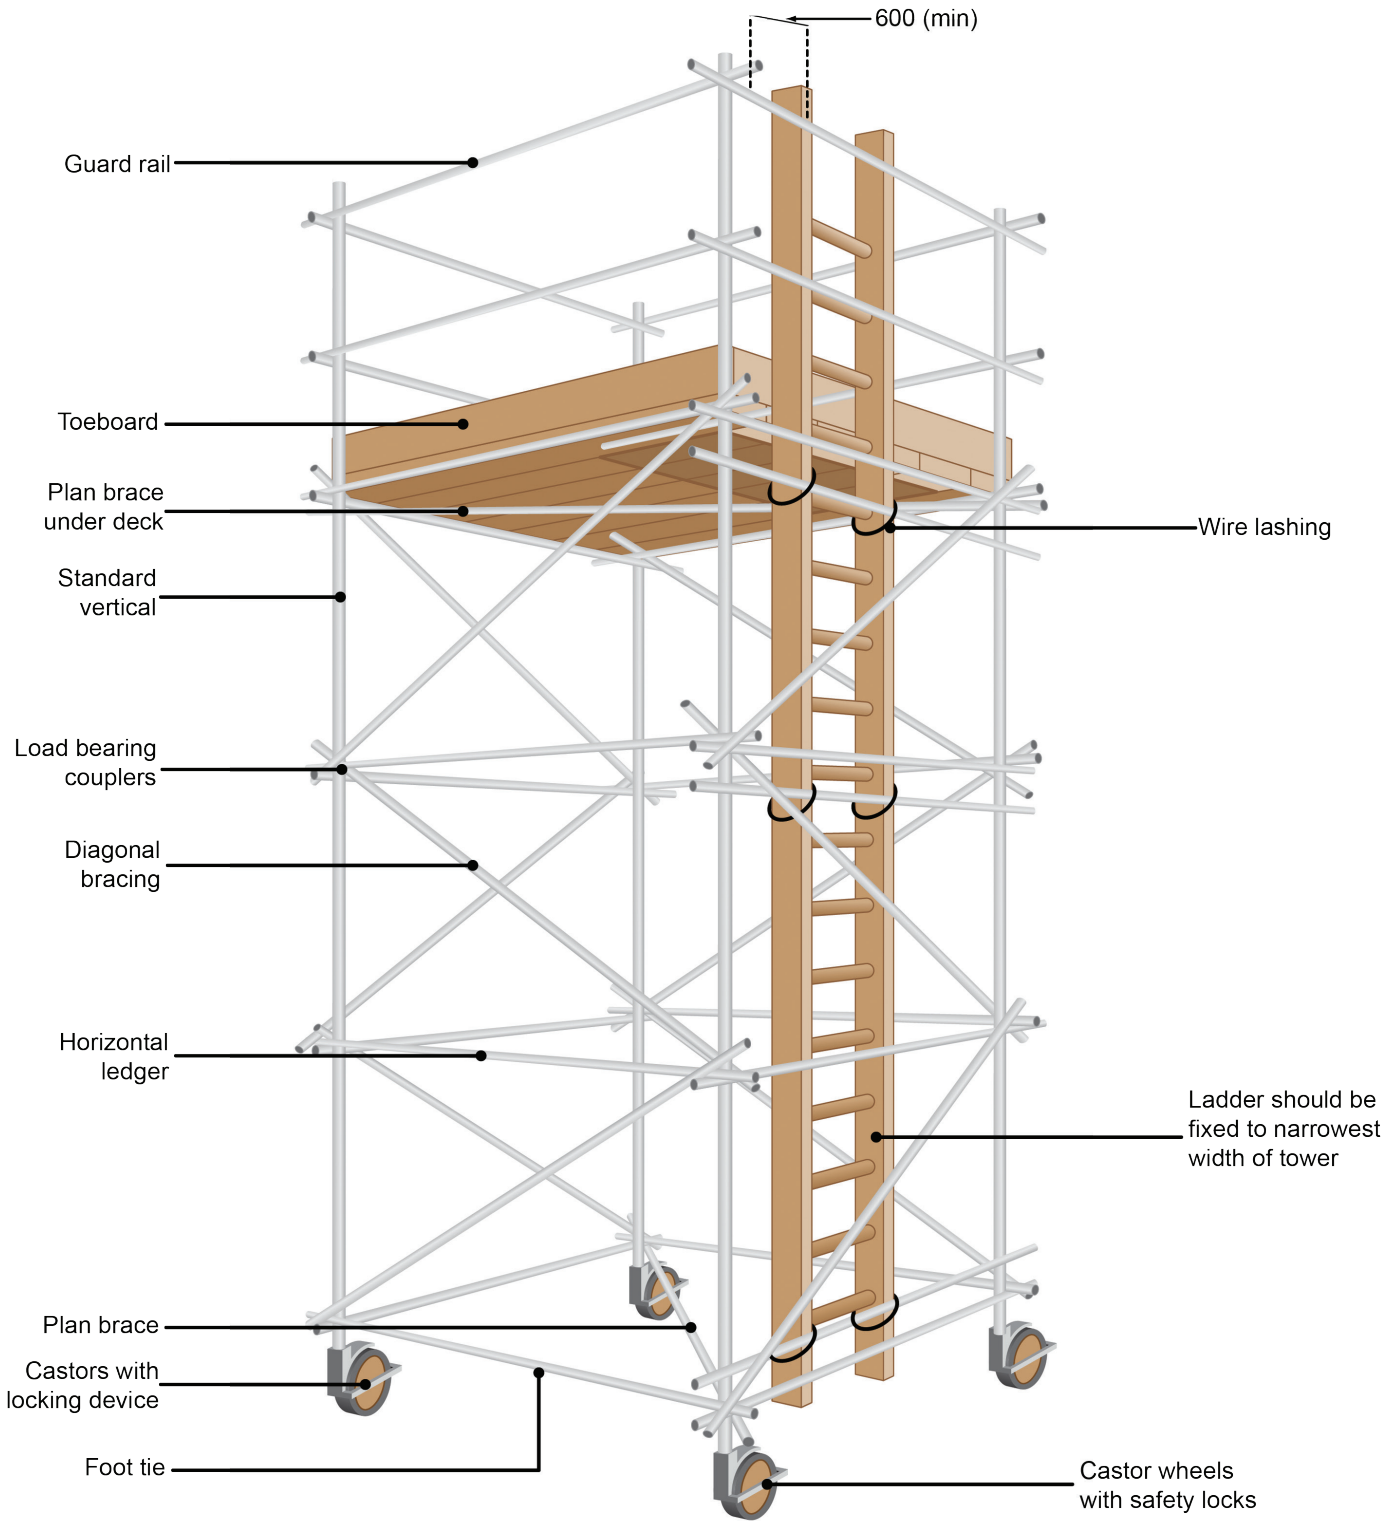 600 (min)
Guard rail
Toeboard
Plan brace
under deck
Wire lashing
Standard
vertical
Load bearing
couplers
Diagonal
bracing
Horizontal
ledger
Ladder should be
fixed to narrowest
width of tower
Plan brace
Castors with
locking device
Foot tie
Castor wheels
with safety locks